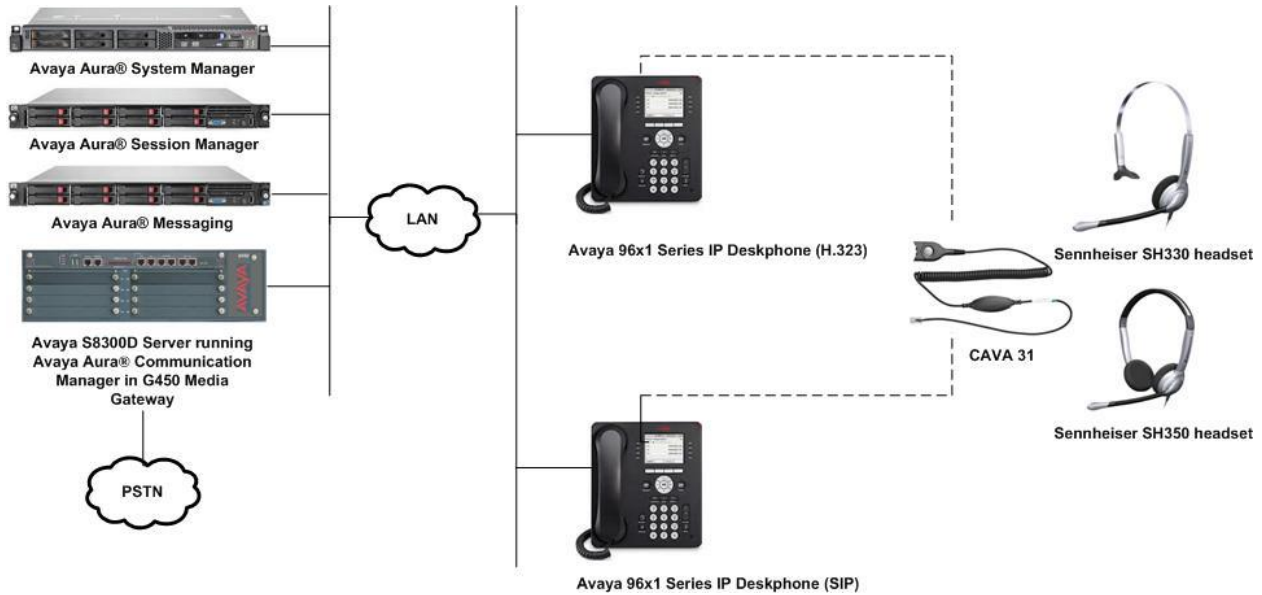 Avaya Aura® System Manager
Avaya Aura® Session Manager
Avaya Aura® Messaging
AVAYA
Avaya S8300D Server running
Avaya Aura® Communication
Manager in G450 Media
Gateway
PSTN
LAN
Avaya 96x1 Series IP Deskphone (H.323)
Avaya 96x1 Series IP Deskphone (SIP)
CAVA 31
Sennheiser SH330 headset
Sennheiser SH350 headset